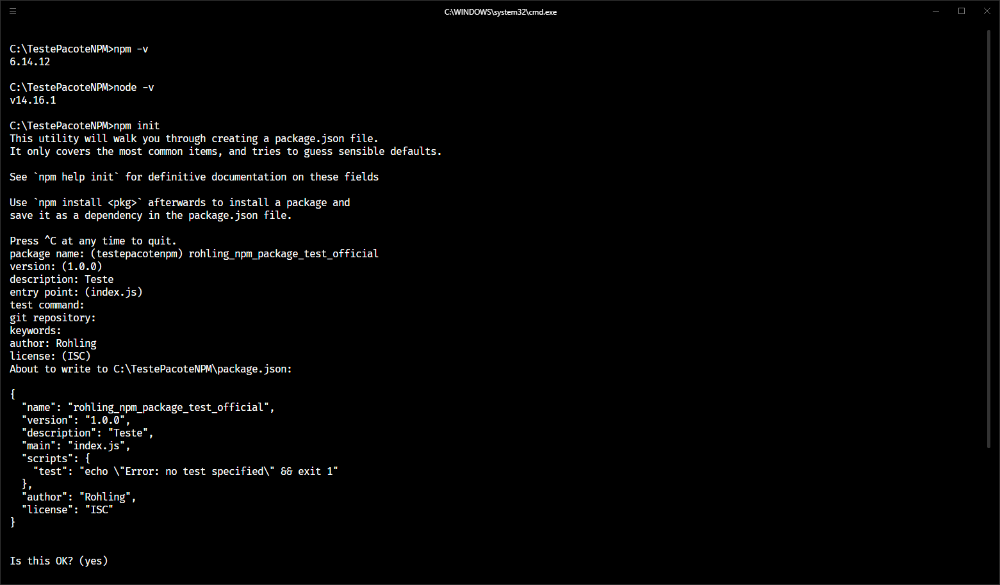 C:\WINDOWS\system32\cmd.exe
C:\TestePacoteNPM>npm -v
6.14.12
C:\TestePacoteNPM>node -v
v14.16.1
C:\TestePacoteNPM>npm init
This utility will walk you through creating a package.json file.
It only covers the most common items, and tries to guess sensible defaults.
See `npm help init` for definitive documentation on these fields
Use `npm install <pkg>` afterwards to install a package and
save it as a dependency in the package.json file.
Press ^C at any time to quit.
package name: (testepacotenpm) rohling_npm_package_test_official
version: (1.0.0)
description: Teste
entry point: (index.js)
test command:
git repository:
keywords:
author: Rohling
license: (ISC)
About to write to C:\TestePacoteNPM\package.json:
{
  "name": "rohling_npm_package_test_official",
  "version": "1.0.0",
  "description": "Teste",
  "main": "index.js",
  "scripts": {
    "test": "echo \"Error: no test specified\" && exit 1"
  },
  "author": "Rohling",
  "license": "ISC"
}
Is this OK? (yes)